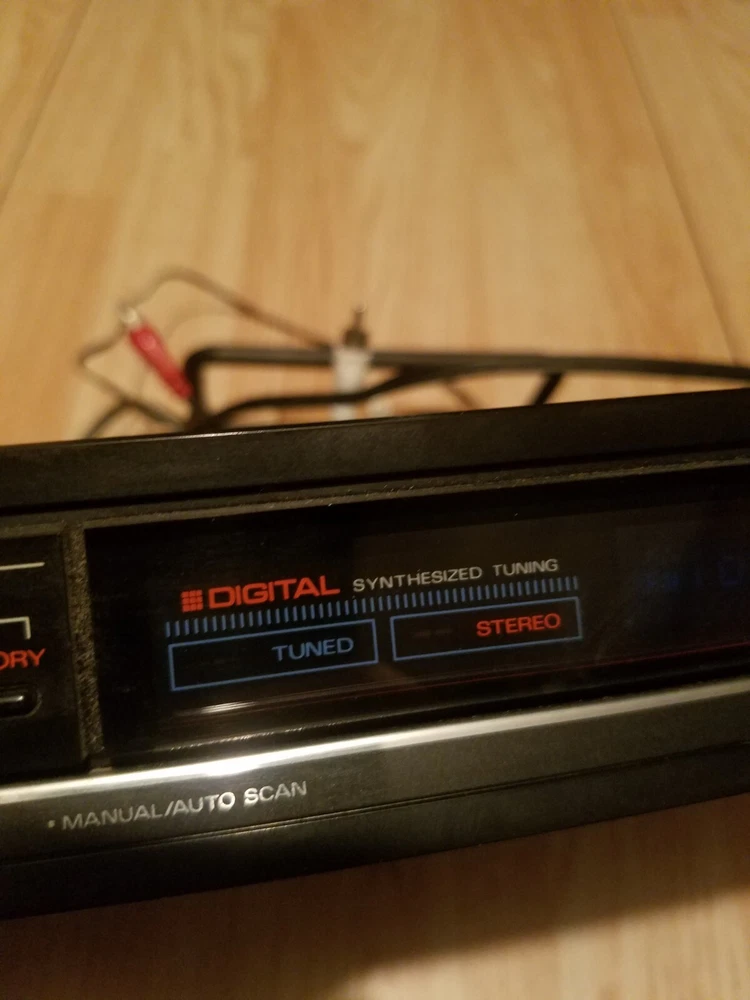 DIGITAL SYNTHESIZED TUNING
TUNED STEREO
ORY
• MANUAL/AUTO SCAN